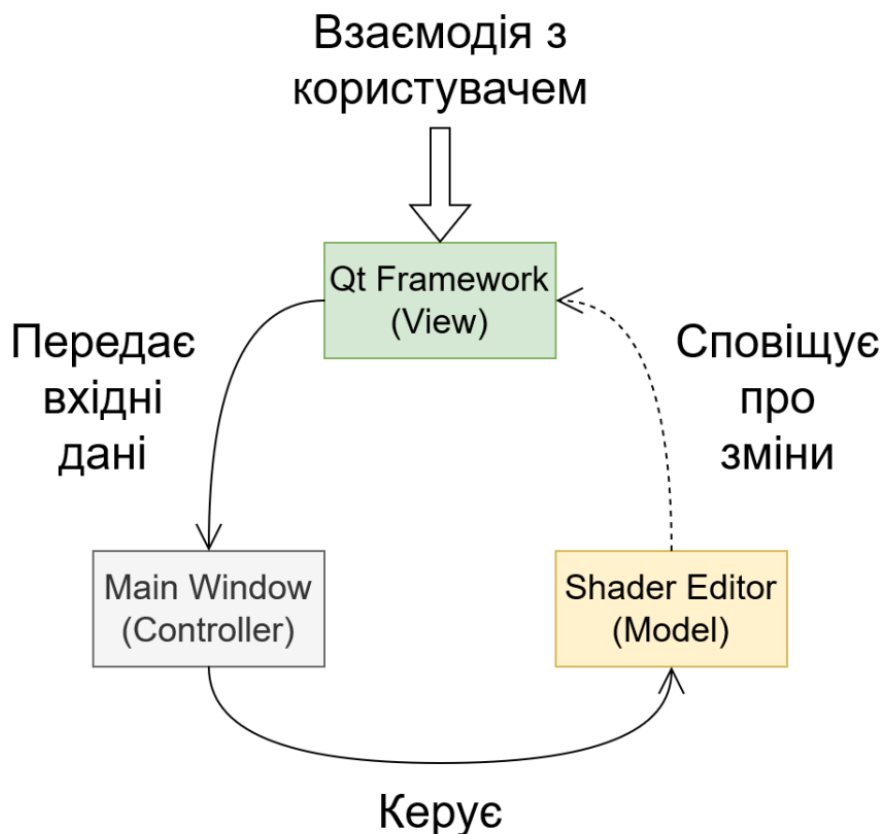 Взаємодія з
користувачем
Qt Framework
(View)
Передає
вхідні
дані
Сповіщує
про
зміни
Main Window
(Controller)
Shader Editor
(Model)
Керує